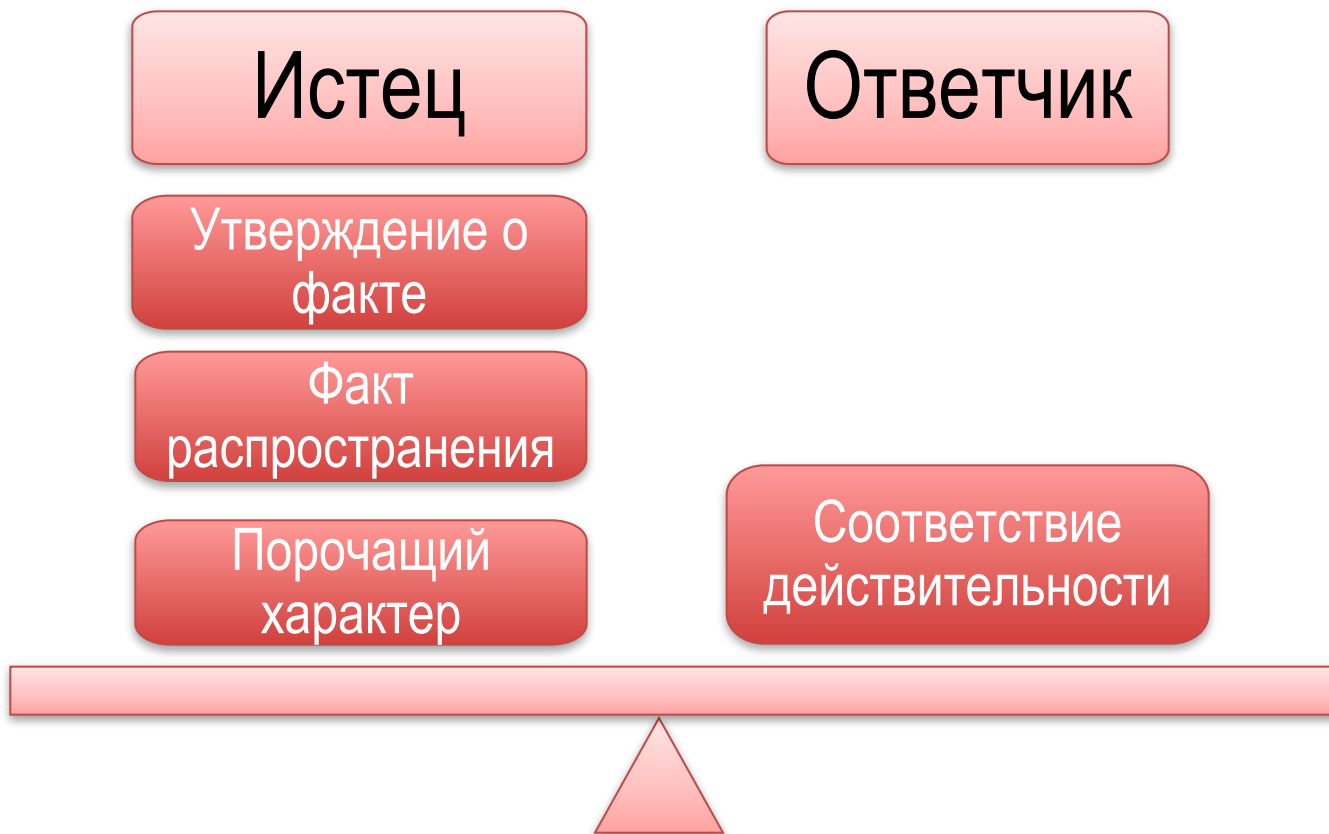 Истец
Ответчик
Утверждение о
факте
Факт
распространения
Порочащий
характер
Соответствие
действительности